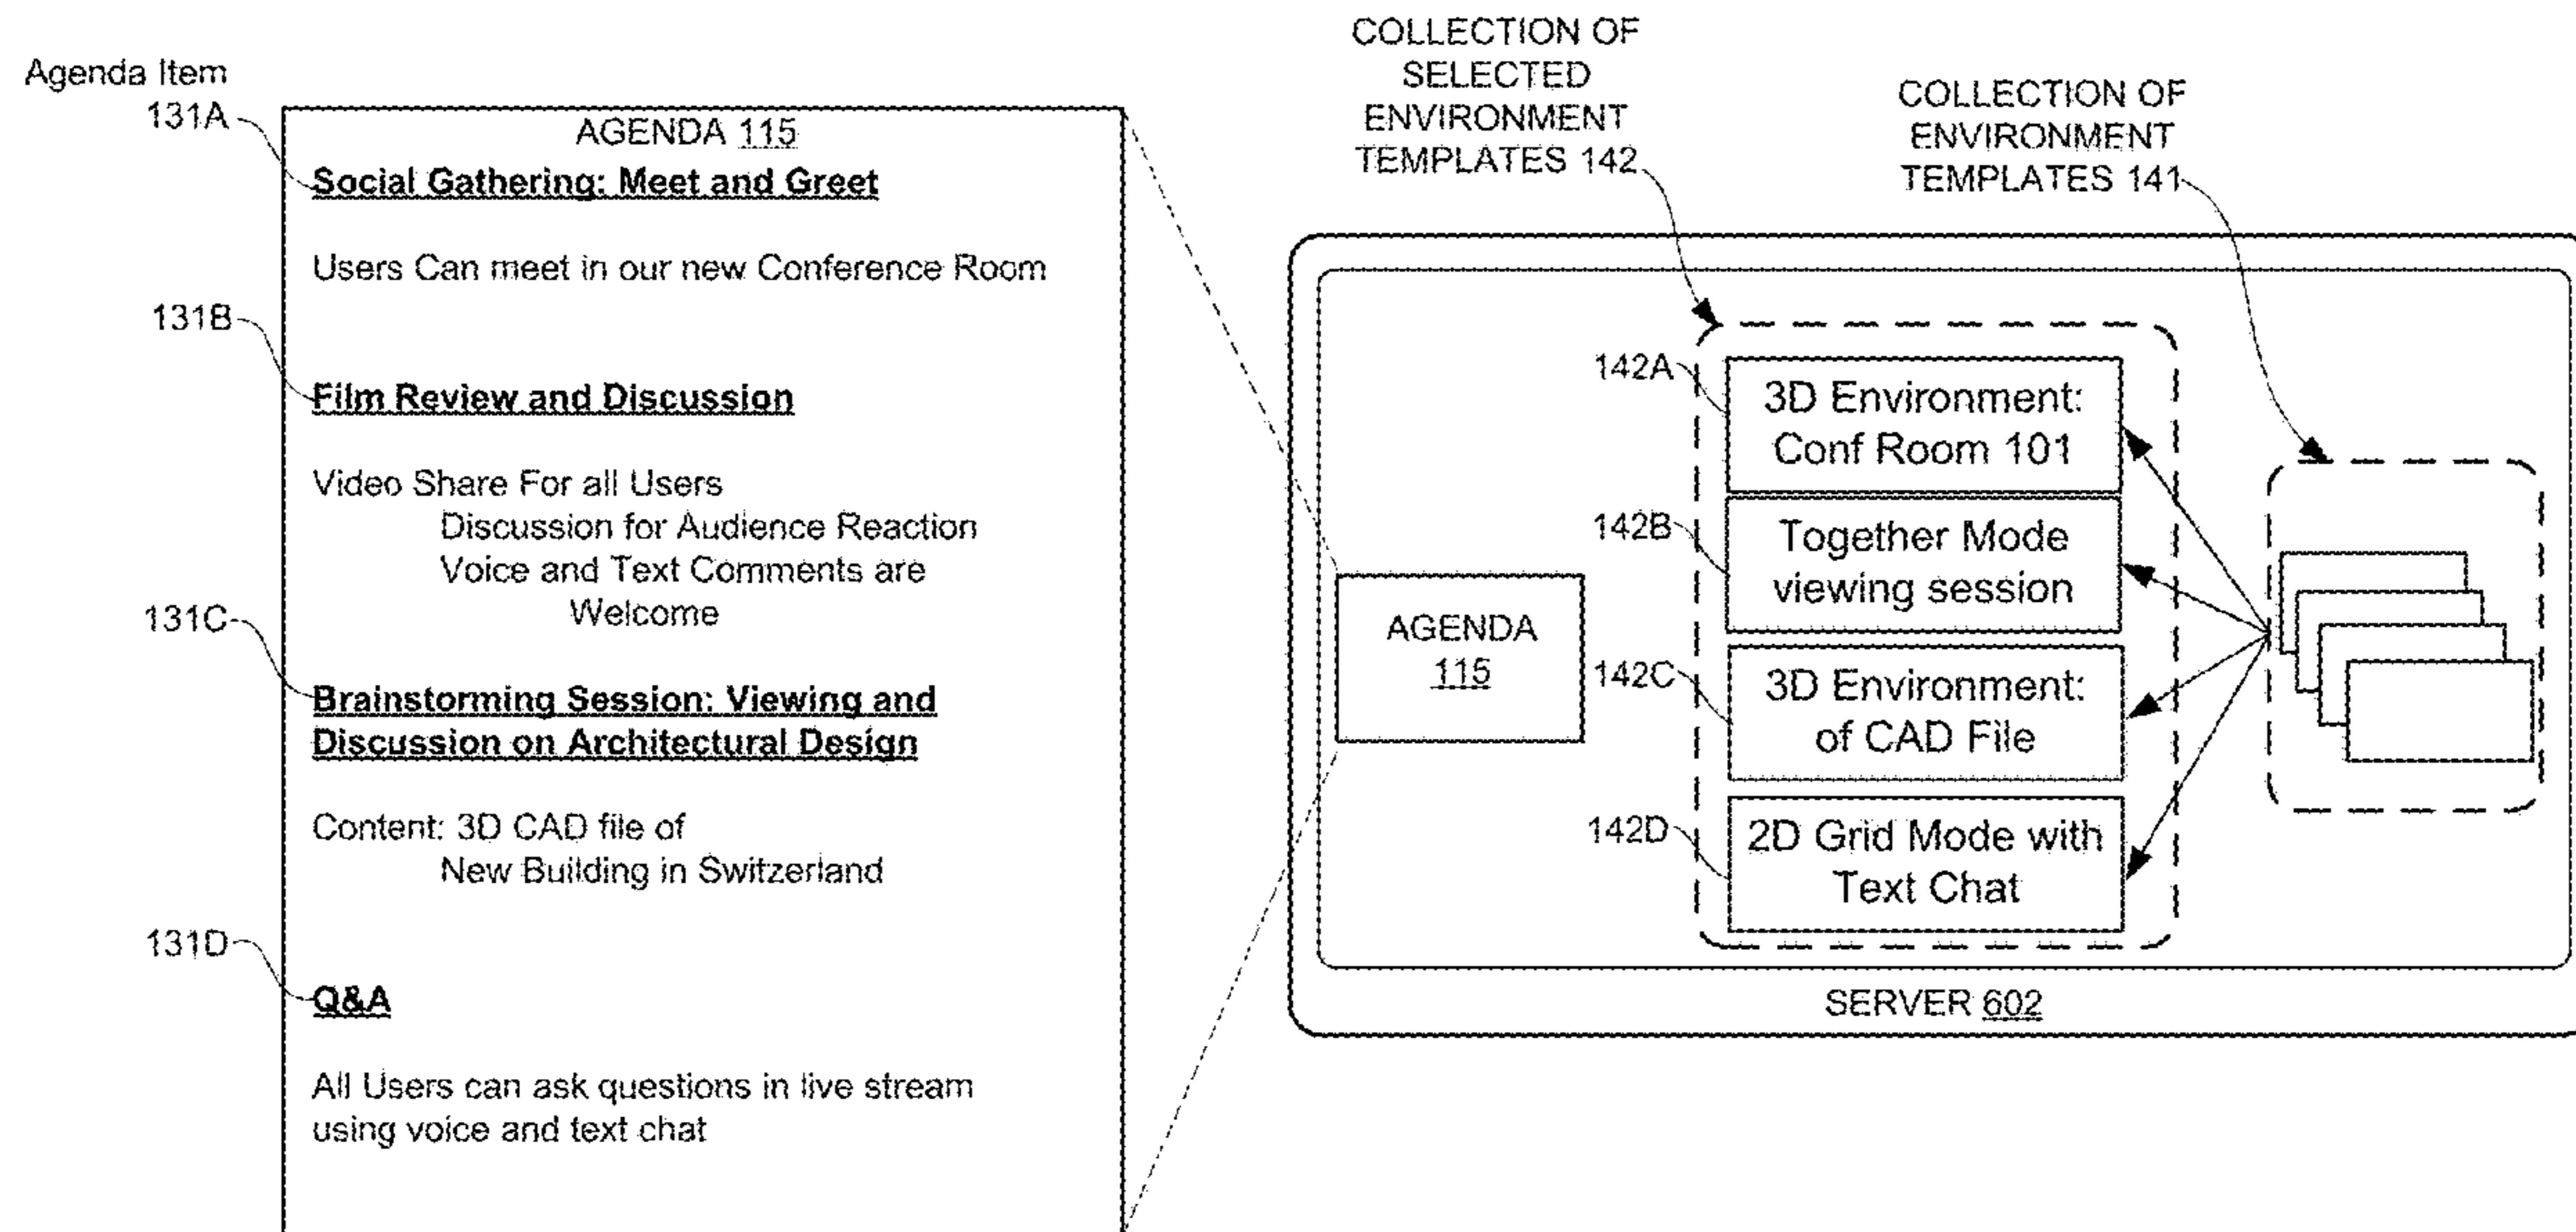 Agenda Item
131A
AGENDA 115
Social Gathering: Meet and Greet
Users Can meet in our new Conference Room
131B
Film Review and Discussion
Video Share For all Users
Discussion for Audience Reaction
Voice and Text Comments are
Welcome
131C
Brainstorming Session: Viewing and
Discussion on Architectural Design
Content: 3D CAD file of
New Building in Switzerland
131D
Q&A
All Users can ask questions in live stream
using voice and text chat
COLLECTION OF
SELECTED
ENVIRONMENT
TEMPLATES 142
COLLECTION OF
ENVIRONMENT
TEMPLATES 141
AGENDA
115
142A
3D Environment:
Conf Room 101
142B
Together Mode
viewing session
142C
3D Environment:
of CAD File
142D
2D Grid Mode with
Text Chat
SERVER 602